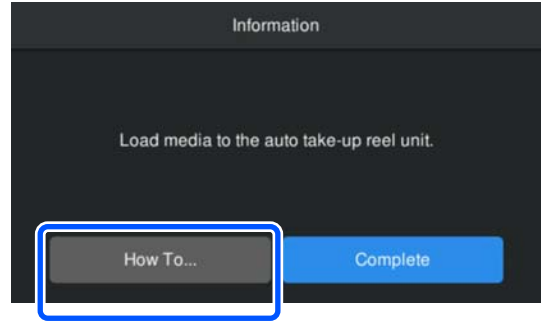 Information
Load media to the auto take-up reel unit.
How To...
Complete